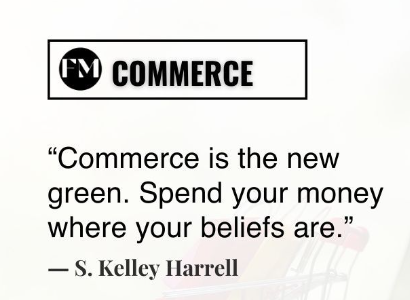 FM COMMERCE
“Commerce is the new
green. Spend your money
where your beliefs are.”
— S. Kelley Harrell